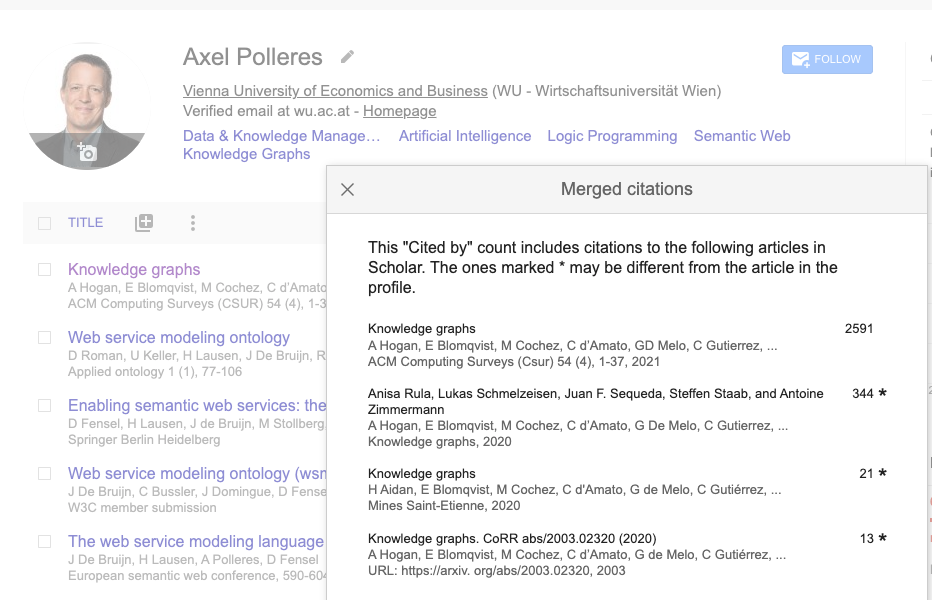 Axel Polleres
FOLLOW
Vienna University of Economics and Business (WU - Wirtschaftsuniversität Wien)
Verified email at wu.ac.at - Homepage
Data & Knowledge Manage… Artificial Intelligence Logic Programming Semantic Web
Knowledge Graphs
TITLE
Knowledge graphs
A Hogan, E Blomqvist, M Cochez, C d'Amato
ACM Computing Surveys (CSUR) 54 (4), 1-3
Web service modeling ontology
D Roman, U Keller, H Lausen, J De Bruijn, R
Applied ontology 1 (1), 77-106
Enabling semantic web services: the
D Fensel, H Lausen, J de Bruijn, M Stollberg
Springer Berlin Heidelberg
Web service modeling ontology (wsm
J De Bruijn, C Bussler, J Domingue, D Fense
W3C member submission
The web service modeling language
J De Bruijn, H Lausen, A Polleres, D Fensel
European semantic web conference, 590-604
Merged citations
This "Cited by" count includes citations to the following articles in
Scholar. The ones marked * may be different from the article in the
profile.
Knowledge graphs 2591
A Hogan, E Blomqvist, M Cochez, C d'Amato, GD Melo, C Gutierrez, ...
ACM Computing Surveys (Csur) 54 (4), 1-37, 2021
Anisa Rula, Lukas Schmelzeisen, Juan F. Sequeda, Steffen Staab, and Antoine 344 *
Zimmermann
A Hogan, E Blomqvist, M Cochez, C d'Amato, G De Melo, C Gutierrez, ...
Knowledge graphs, 2020
Knowledge graphs 21 *
H Aidan, E Blomqvist, M Cochez, C d'Amato, G de Melo, C Gutiérrez, ...
Mines Saint-Etienne, 2020
Knowledge graphs. CoRR abs/2003.02320 (2020) 13 *
A Hogan, E Blomqvist, M Cochez, C d'Amato, G de Melo, C Gutiérrez, ...
URL: https://arxiv. org/abs/2003.02320, 2003